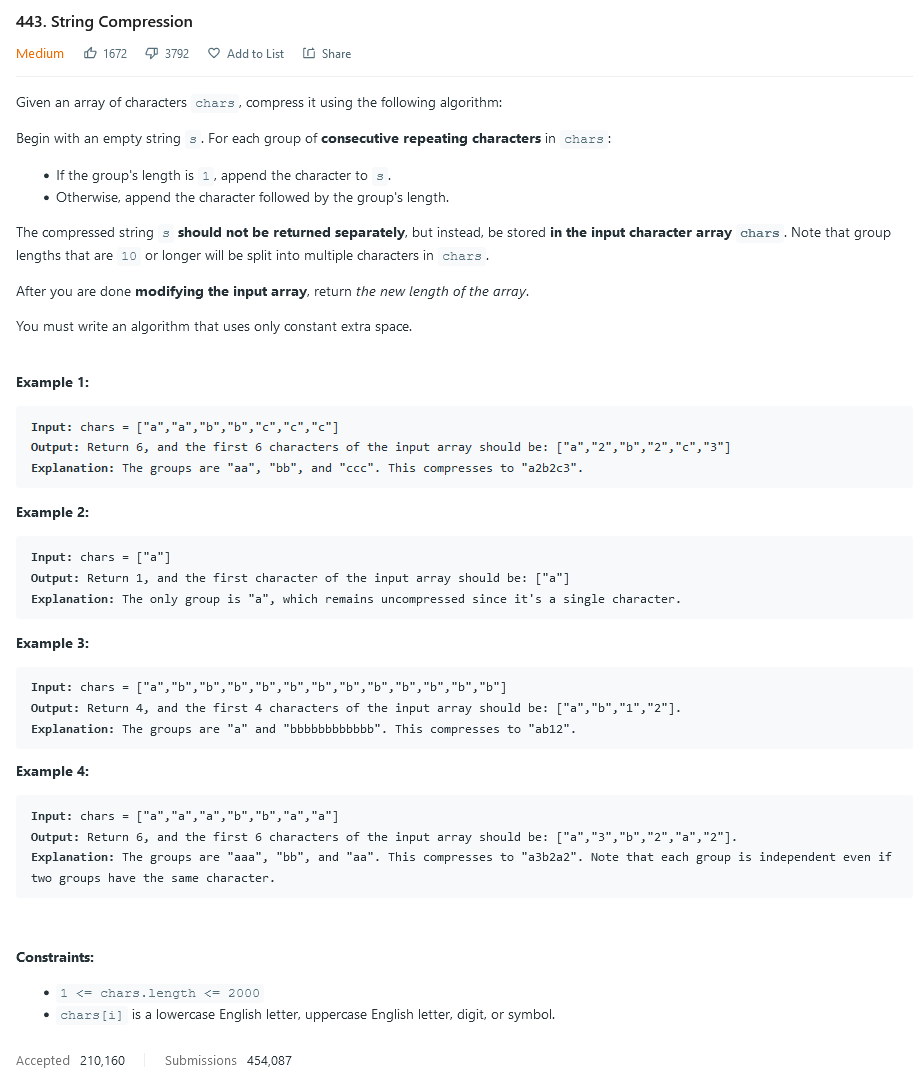 443. String Compression
Medium 1672 3792 Add to List Share
Given an array of characters chars, compress it using the following algorithm:
Begin with an empty string s. For each group of consecutive repeating characters in chars:
• If the group's length is 1, append the character to s.
• Otherwise, append the character followed by the group's length.
The compressed string s should not be returned separately, but instead, be stored in the input character array chars. Note that group
lengths that are 10 or longer will be split into multiple characters in chars.
After you are done modifying the input array, return the new length of the array.
You must write an algorithm that uses only constant extra space.
Example 1:
Input: chars = ["a","a","b","b","c","c","c"]
Output: Return 6, and the first 6 characters of the input array should be: ["a","2","b","2","c","3"]
Explanation: The groups are "aa", "bb", and "ccc". This compresses to "a2b2c3".
Example 2:
Input: chars = ["a"]
Output: Return 1, and the first character of the input array should be: ["a"]
Explanation: The only group is "a", which remains uncompressed since it's a single character.
Example 3:
Input: chars = ["a","b","b","b","b","b","b","b","b","b","b","b","b"]
Output: Return 4, and the first 4 characters of the input array should be: ["a","b","1","2"].
Explanation: The groups are "a" and "bbbbbbbbbbbb". This compresses to "ab12".
Example 4:
Input: chars = ["a","a","a","b","b","a","a"]
Output: Return 6, and the first 6 characters of the input array should be: ["a","3","b","2","a","2"].
Explanation: The groups are "aaa", "bb", and "aa". This compresses to "a3b2a2". Note that each group is independent even if
two groups have the same character.
Constraints:
• 1 <= chars.length <= 2000
• chars[i] is a lowercase English letter, uppercase English letter, digit, or symbol.
Accepted 210,160 Submissions 454,087